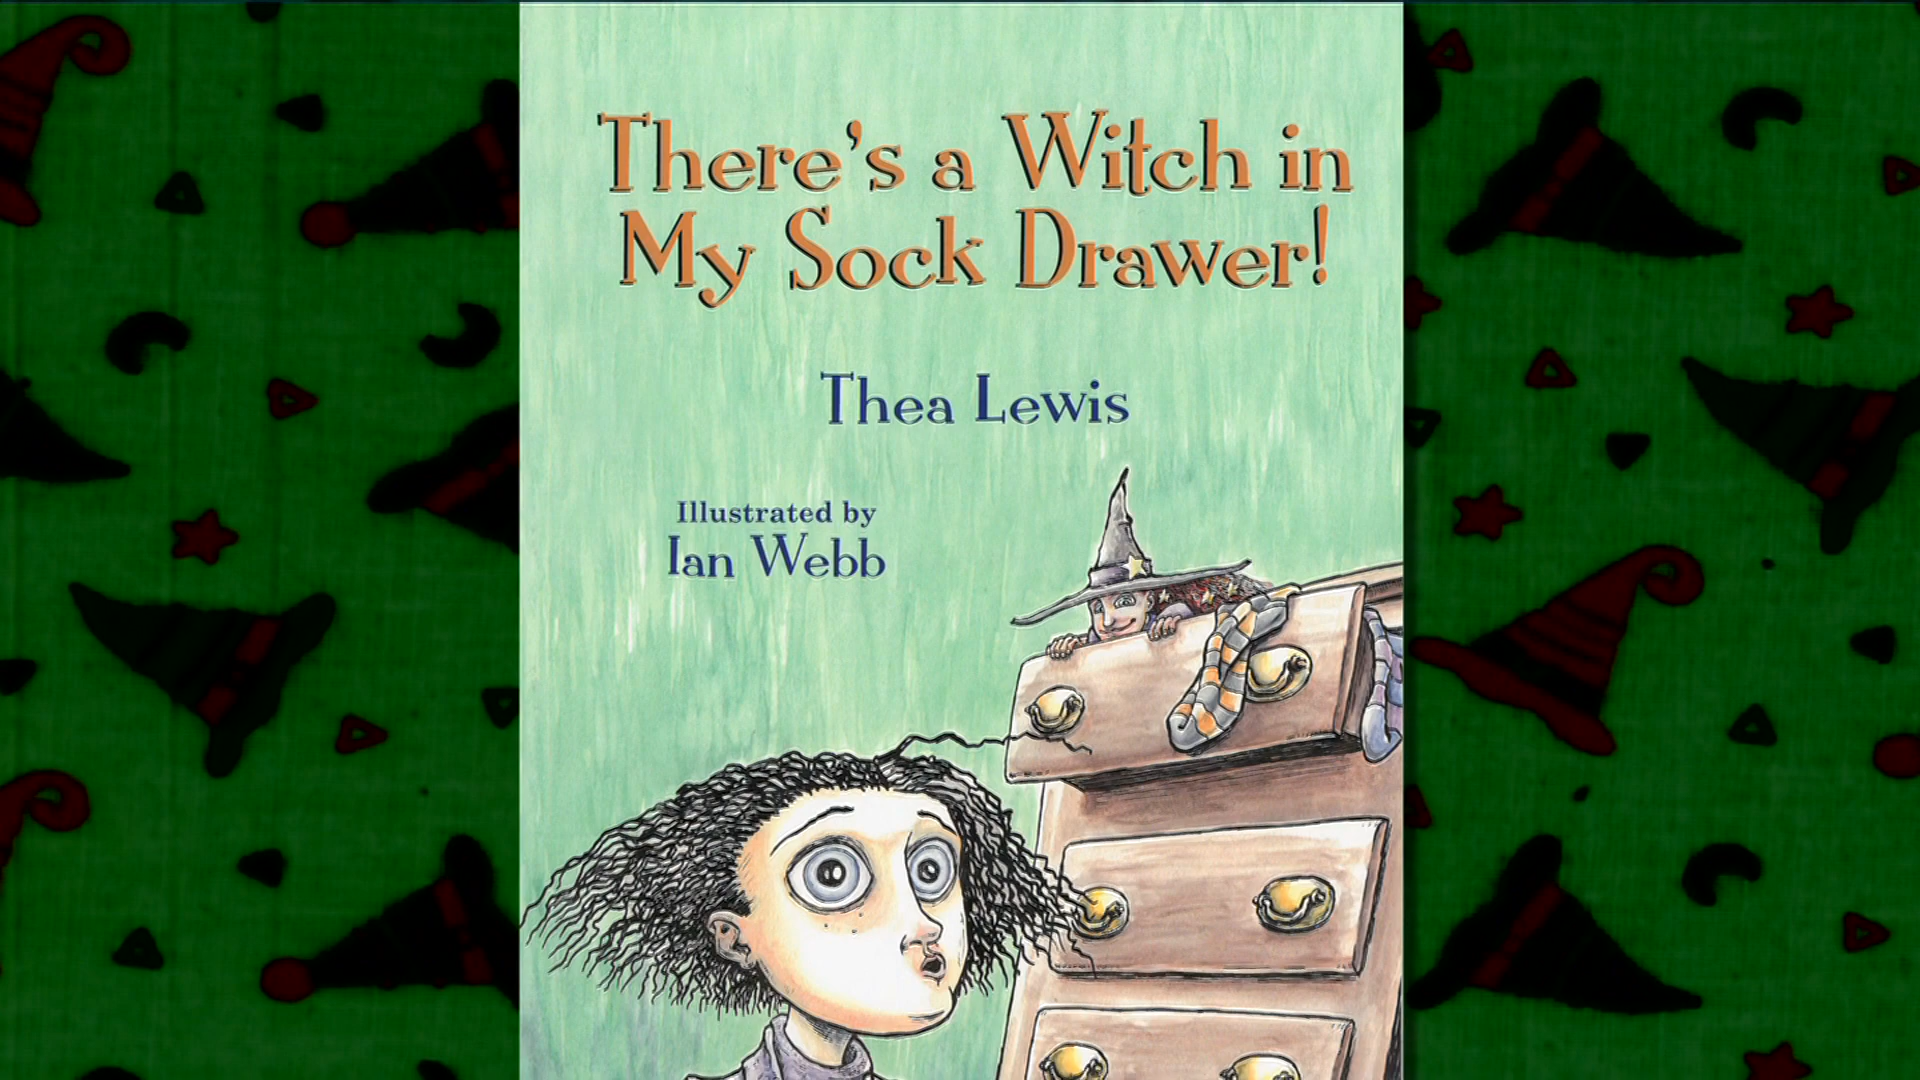 There's a Witch in
My Sock Drawer!
Thea Lewis
Illustrated by
Ian Webb